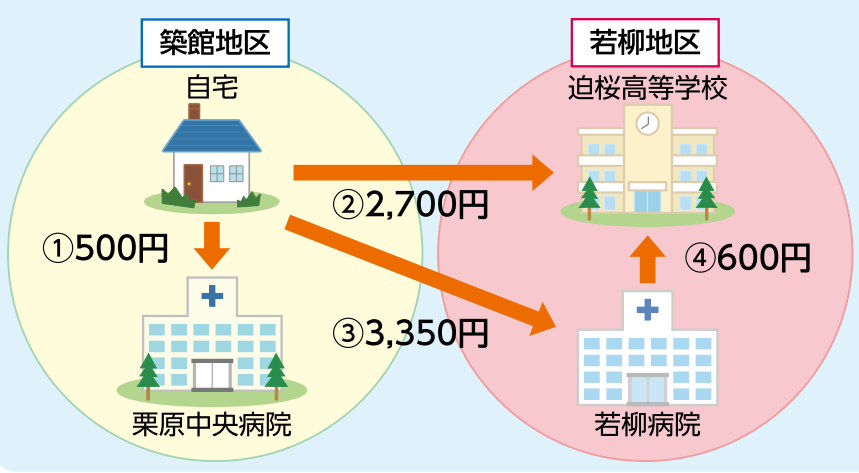 築館地区
自宅
①500円
栗原中央病院
②2,700円
③3,350円
若柳地区
迫桜高等学校
④600円
若柳病院